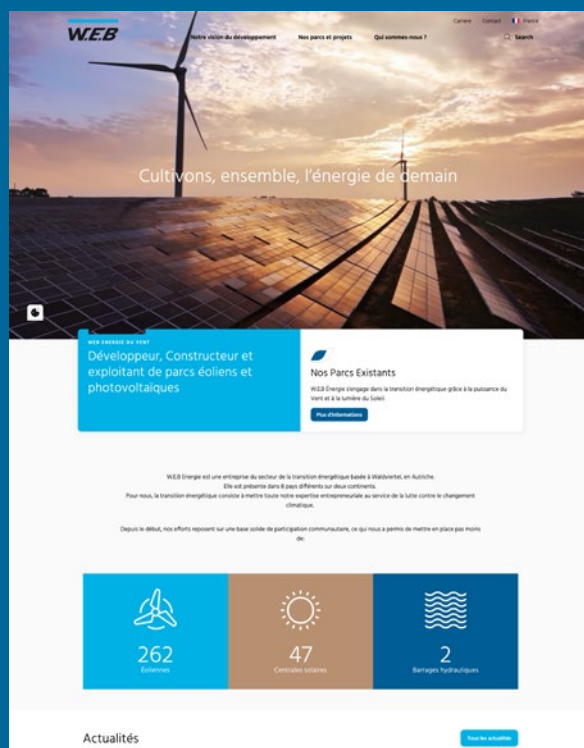 Carriere Contact France
W.E.B
Notre vision du développement Nos parcs et projets Qui sommes-nous ? Search
Cultivons, ensemble, l'énergie de demain
WEB ENERGIE DU VENT
Développeur, Constructeur et
exploitant de parcs éoliens et
photovoltaïques
Nos Parcs Existants
W.E.B Énergie s'engage dans la transition énergétique grâce à la puissance du
Vent et à la lumière du Soleil.
Plus d'Informations
W.E.B Energie est une entreprise du secteur de la transition énergétique basée à Waldviertel, en Autriche.
Elle est présente dans 8 pays différents sur deux continents.
Pour nous, la transition énergétique consiste à mettre toute notre expertise entrepreneuriale au service de la lutte contre le changement
climatique.
Depuis le début, nos efforts reposent sur une base solide de participation communautaire, ce qui nous a permis de mettre en place pas moins
de:
262
Éoliennes
47
Centrales solaires
2
Barrages hydrauliques
Actualités
Tous les actualités